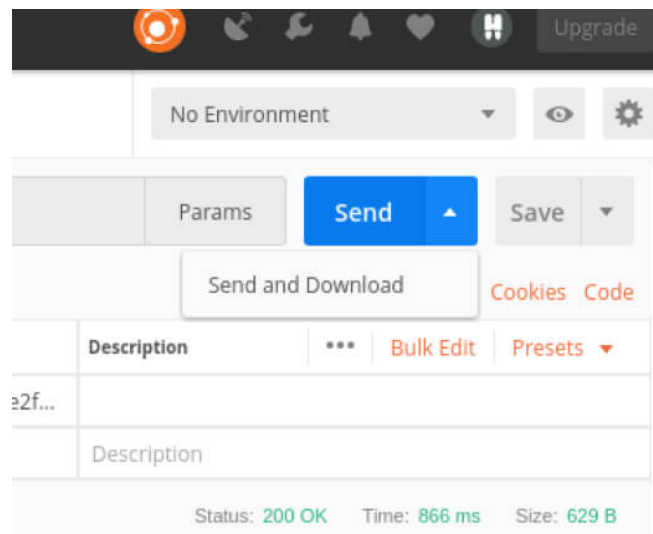 Upgrade
No Environment
Params Send Save
Send and Download
Cookies Code
Description ••• Bulk Edit Presets
e2f...
Description
Status: 200 OK Time: 866 ms Size: 629 B